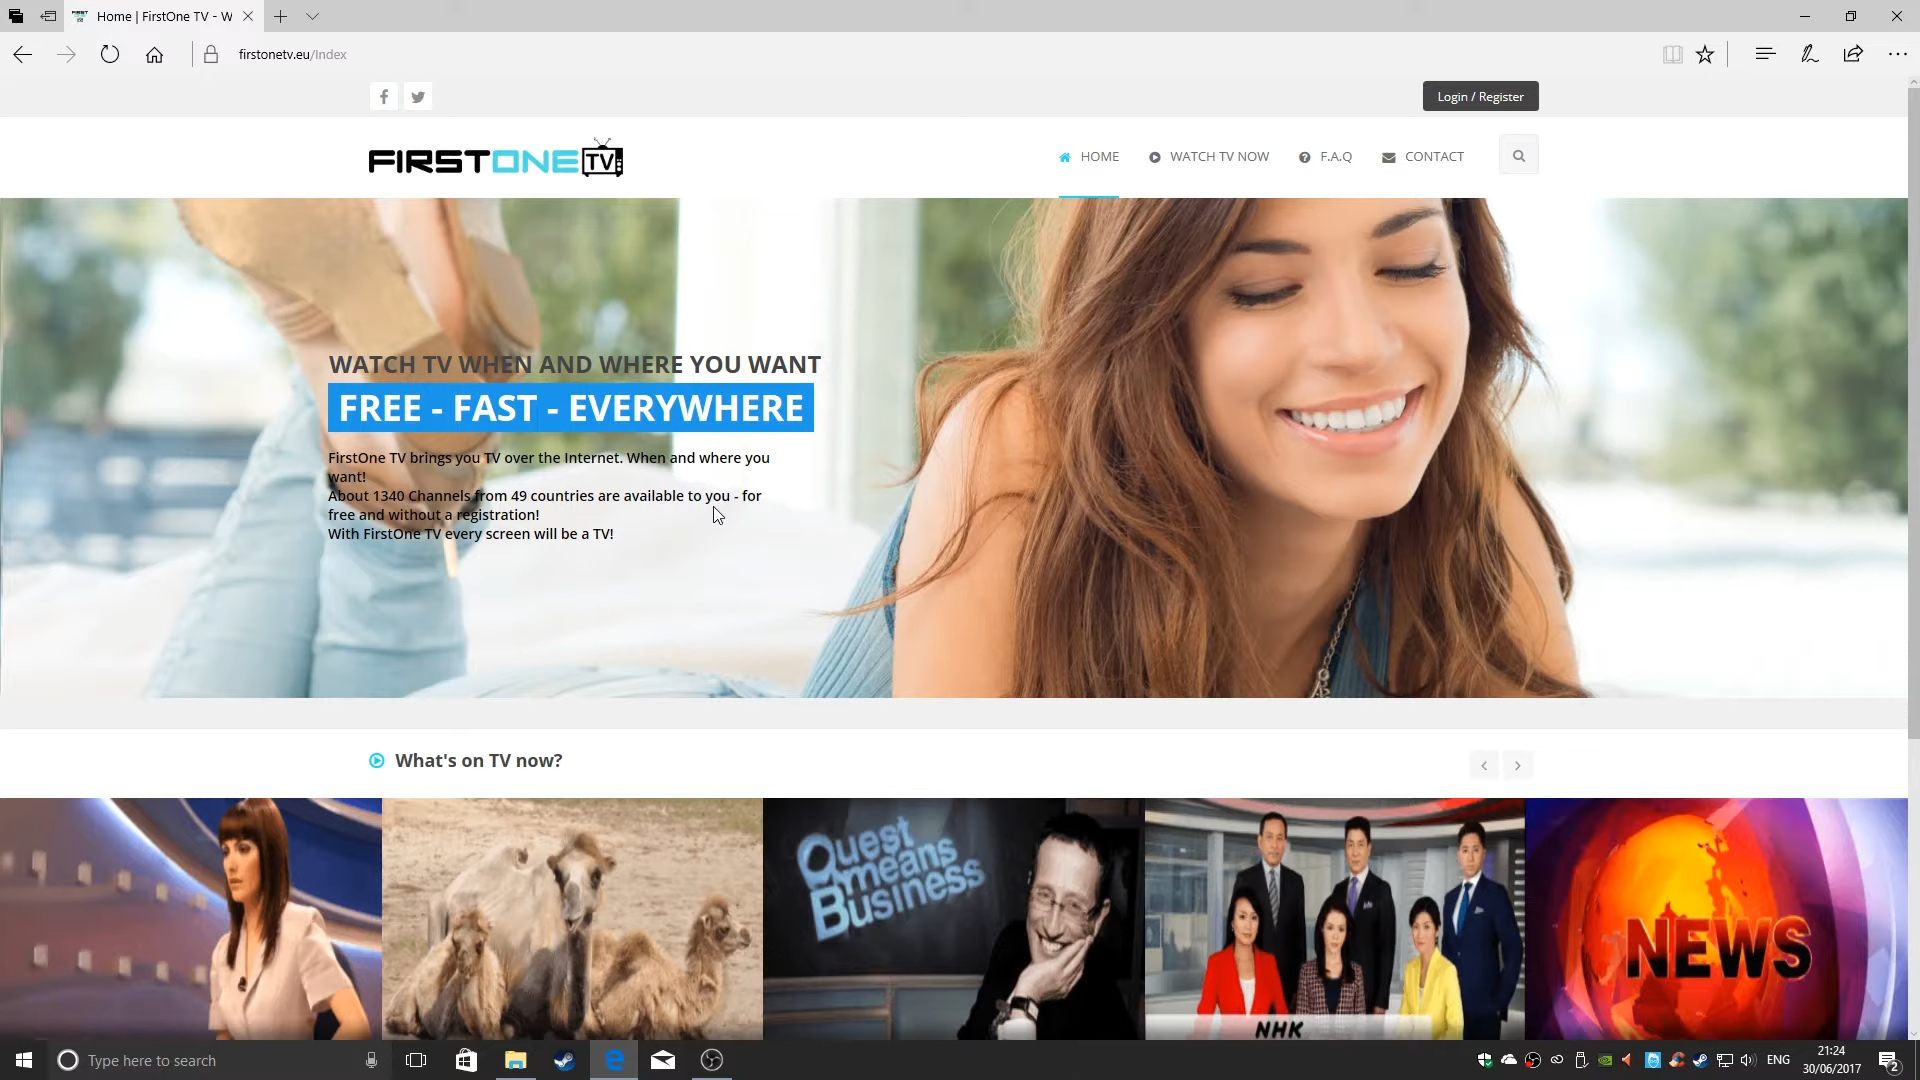 Home | FirstOne TV - W
firstonetv.eu/Index
Login / Register
FIRSTONE TV
HOME
WATCH TV NOW
F.A.Q
CONTACT
WATCH TV WHEN AND WHERE YOU WANT
FREE - FAST - EVERYWHERE
FirstOne TV brings you TV over the Internet. When and where you
want!
About 1340 Channels from 49 countries are available to you - for
free and without a registration!
With FirstOne TV every screen will be a TV!
What's on TV now?
Quest
means
Business
NHK
NEWS
Type here to search
ENG
21:24
30/06/2017
2